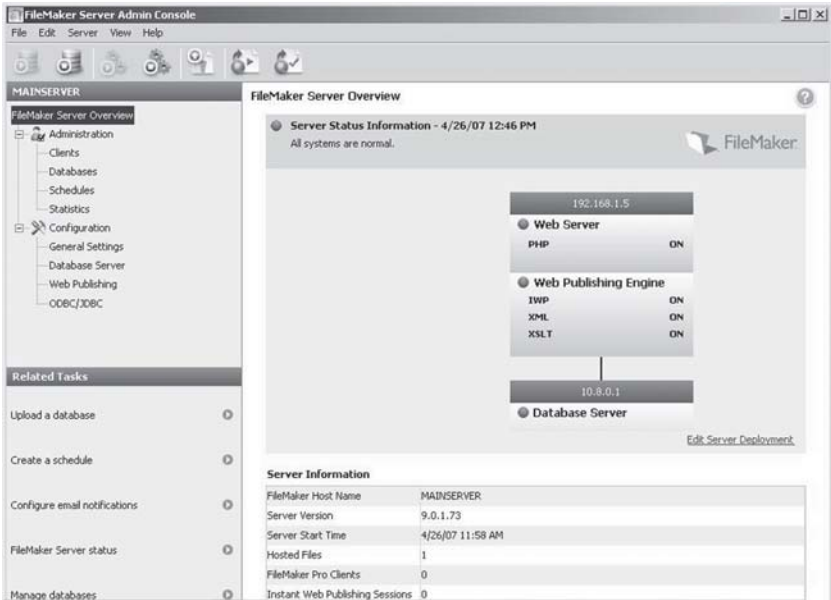 FileMaker Server Admin Console
File Edit Server View Help
MAINSERVER
FileMaker Server Overview
Administration
Clients
Databases
Schedules
Statistics
Configuration
General Settings
Database Server
Web Publishing
ODBC/JDBC
Related Tasks
Upload a database
Create a schedule
Configure email notifications
FileMaker Server status
Manage databases
FileMaker Server Overview
Server Status Information - 4/26/07 12:46 PM
All systems are normal.
FileMaker.
192.168.1.5
Web Server
PHP ON
Web Publishing Engine
IWP ON
XML ON
XSLT ON
10.8.0.1
Database Server
Edit Server Deployment
Server Information
FileMaker Host Name MAINSERVER
Server Version 9.0.1.73
Server Start Time 4/26/07 11:58 AM
Hosted Files 1
FileMaker Pro Clients 0
Instant Web Publishing Sessions 0